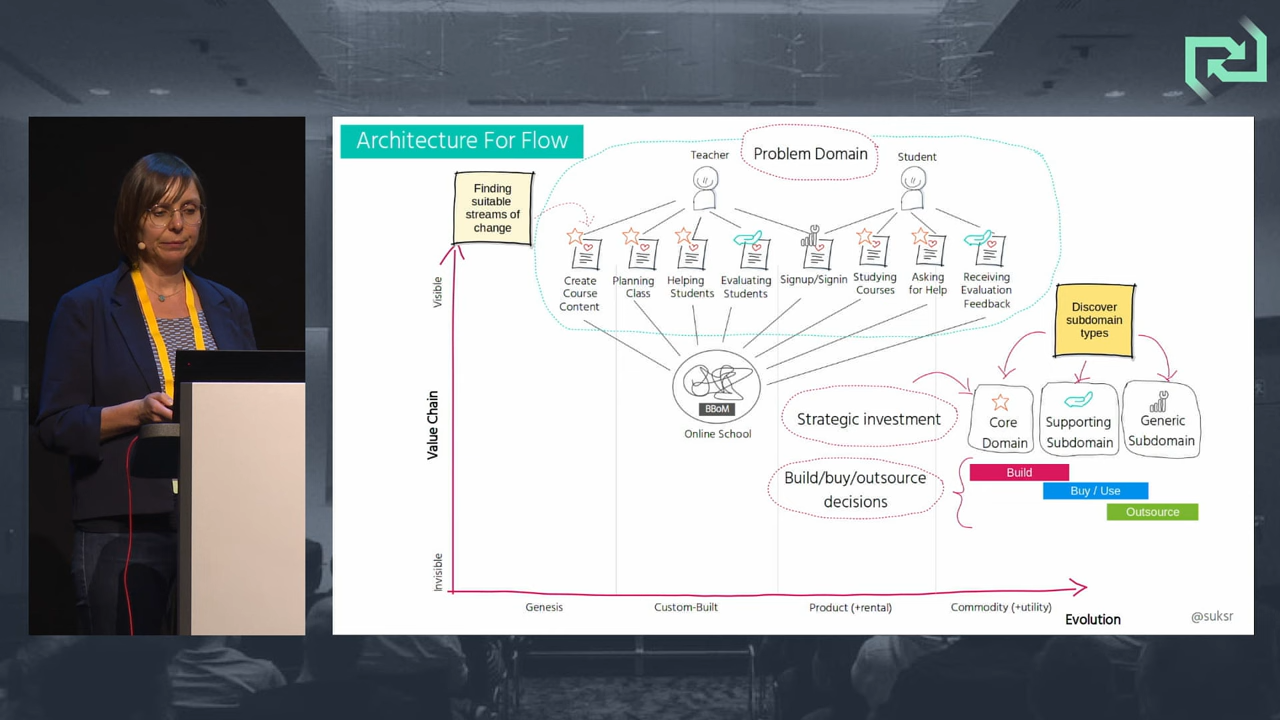 Architecture For Flow
Teacher
Problem Domain
Student
Finding
suitable
streams of
change
Create
Course
Content
Planning
Class
Helping
Students
Evaluating
Students
Signup/Signin
Studying
Courses
Asking
for Help
Receiving
Evaluation
Feedback
Visible
Value Chain
Invisible
BBoM
Online School
Discover
subdomain
types
Strategic investment
Core
Domain
Supporting
Subdomain
Generic
Subdomain
Build/buy/outsource
decisions
Build
Buy / Use
Outsource
Genesis
Custom-Built
Product (+rental)
Commodity (+utility)
Evolution
@suksr